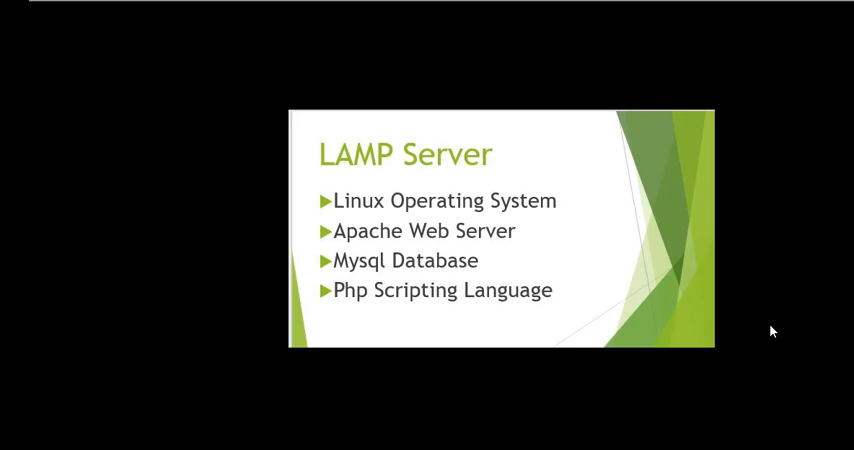 LAMP Server
Linux Operating System
Apache Web Server
Mysql Database
Php Scripting Language